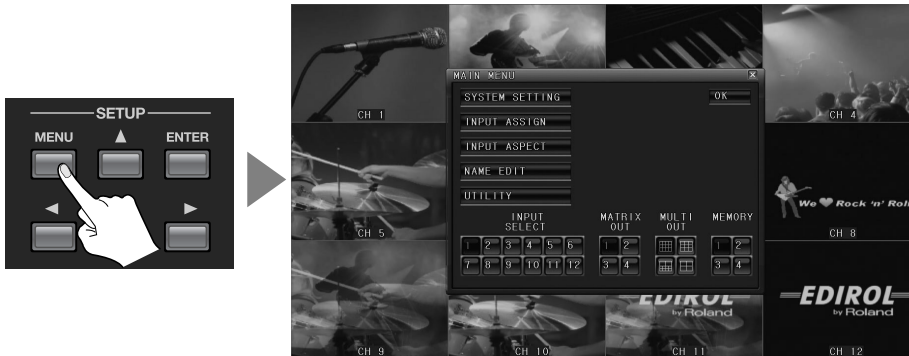 SETUP
MENU ▲ ENTER
◄ ►
CH 1
CH 4
CH 5
CH 8
We ♥ Rock 'n' Roll
CH 9
CH 10
CH 11
CH 12
EDIROL
by Roland
EDIROL
by Roland
MAIN MENU
SYSTEM SETTING
OK
INPUT ASSIGN
INPUT ASPECT
NAME EDIT
UTILITY
INPUT
SELECT
MATRIX
OUT
MULTI
OUT
MEMORY
1 2 3 4 5 6
7 8 9 10 11 12
1 2
3 4
1 2
3 4